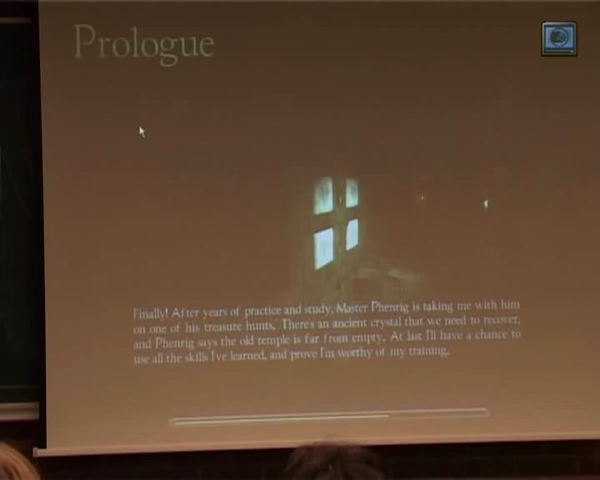 Prologue
Finally! After years of practice and study, Master Phenrig is taking me with him
on one of his treasure hunts. There's an ancient crystal that we need to recover,
and Phenrig says the old temple is far from empty. At last I'll have a chance to
use all the skills I've learned, and prove I'm worthy of my training.